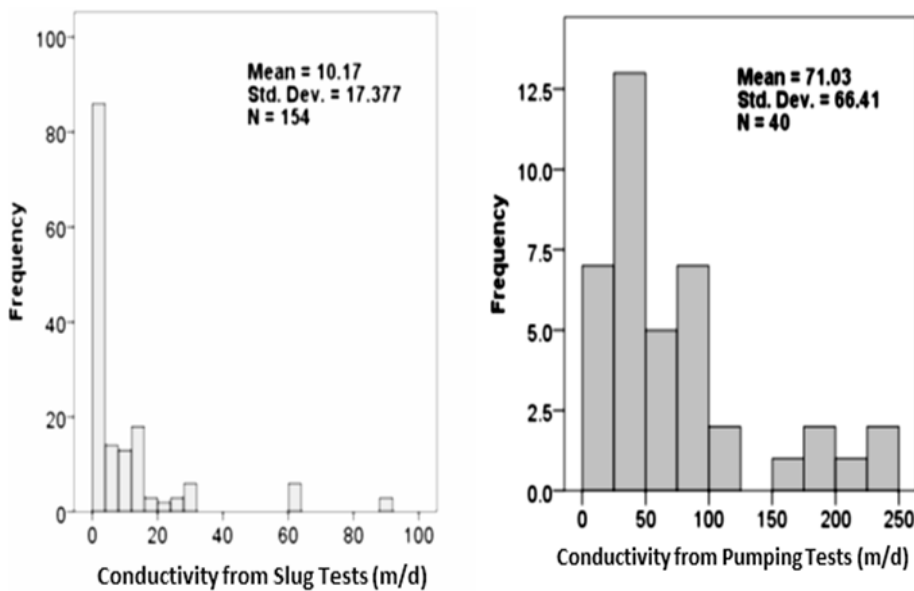 100
80
60
40
20
0
Frequency
Mean = 10.17
Std. Dev. = 17.377
N = 154
0 20 40 60 80 100
Conductivity from Slug Tests (m/d)
12.5
10.0
7.5
5.0
2.5
0.0
Frequency
Mean = 71.03
Std. Dev. = 66.41
N = 40
0 50 100 150 200 250
Conductivity from Pumping Tests (m/d)